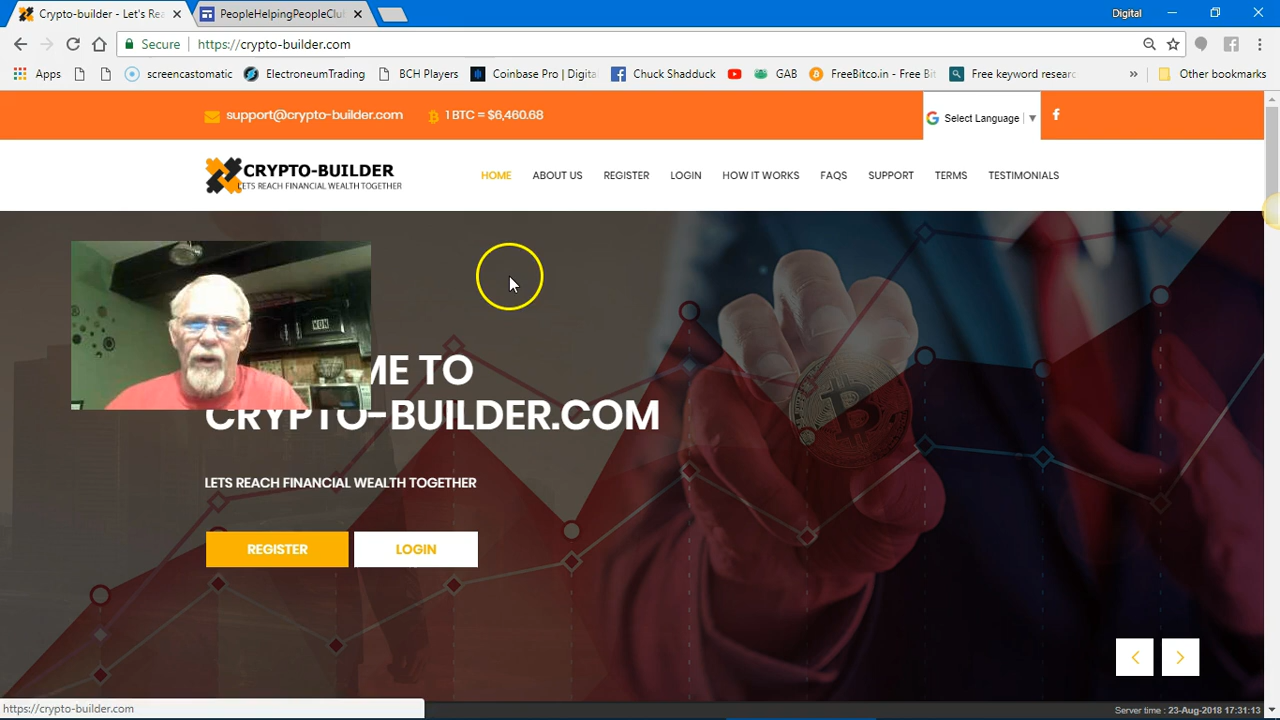 Crypto-builder - Let's Rea
PeopleHelpingPeopleClu
Digital
Secure
https://crypto-builder.com
Apps
screencastomatic
ElectroneumTrading
BCH Players
Coinbase Pro | Digita
Chuck Shadduck
GAB
FreeBitco.in - Free Bit
Free keyword researc
»
Other bookmarks
support@crypto-builder.com
1 BTC = $6,460.68
Select Language
CRYPTO-BUILDER
LETS REACH FINANCIAL WEALTH TOGETHER
HOME
ABOUT US
REGISTER
LOGIN
HOW IT WORKS
FAQS
SUPPORT
TERMS
TESTIMONIALS
ME TO
CRYPTO-BUILDER.COM
LETS REACH FINANCIAL WEALTH TOGETHER
REGISTER
LOGIN
https://crypto-builder.com
Server time : 23-Aug-2018 17:31:13